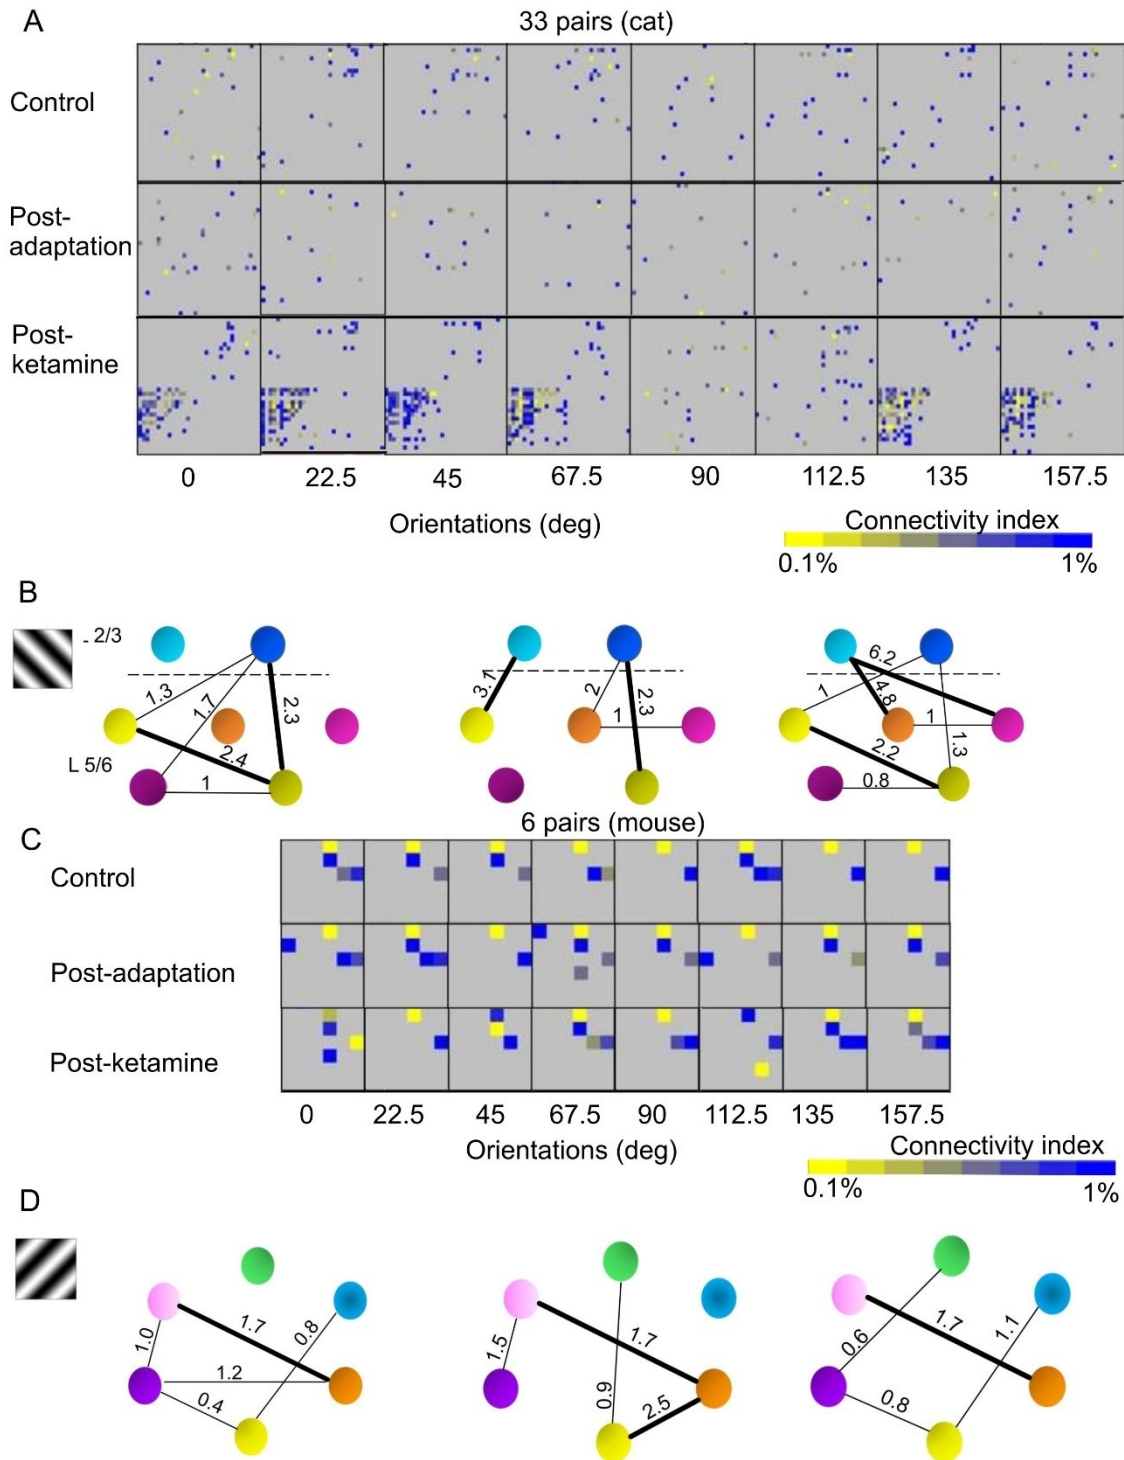 A
33 pairs (cat)
Control
Post-
adaptation
Post-
ketamine
0 22.5 45 67.5 90 112.5 135 157.5
Orientations (deg)
Connectivity index
0.1% 1%
B
- 2/3
L 5/6
1.3
1.7
2.3
2.4
1
3.1
2
2.3
1
6.2
1
4.8
1
2.2
1.3
0.8
6 pairs (mouse)
C
Control
Post-adaptation
Post-ketamine
0 22.5 45 67.5 90 112.5 135 157.5
Orientations (deg)
Connectivity index
0.1% 1%
D
1.0
1.7
0.8
1.2
0.4
1.5
1.7
0.9
2.5
0.6
1.7
1.1
0.8